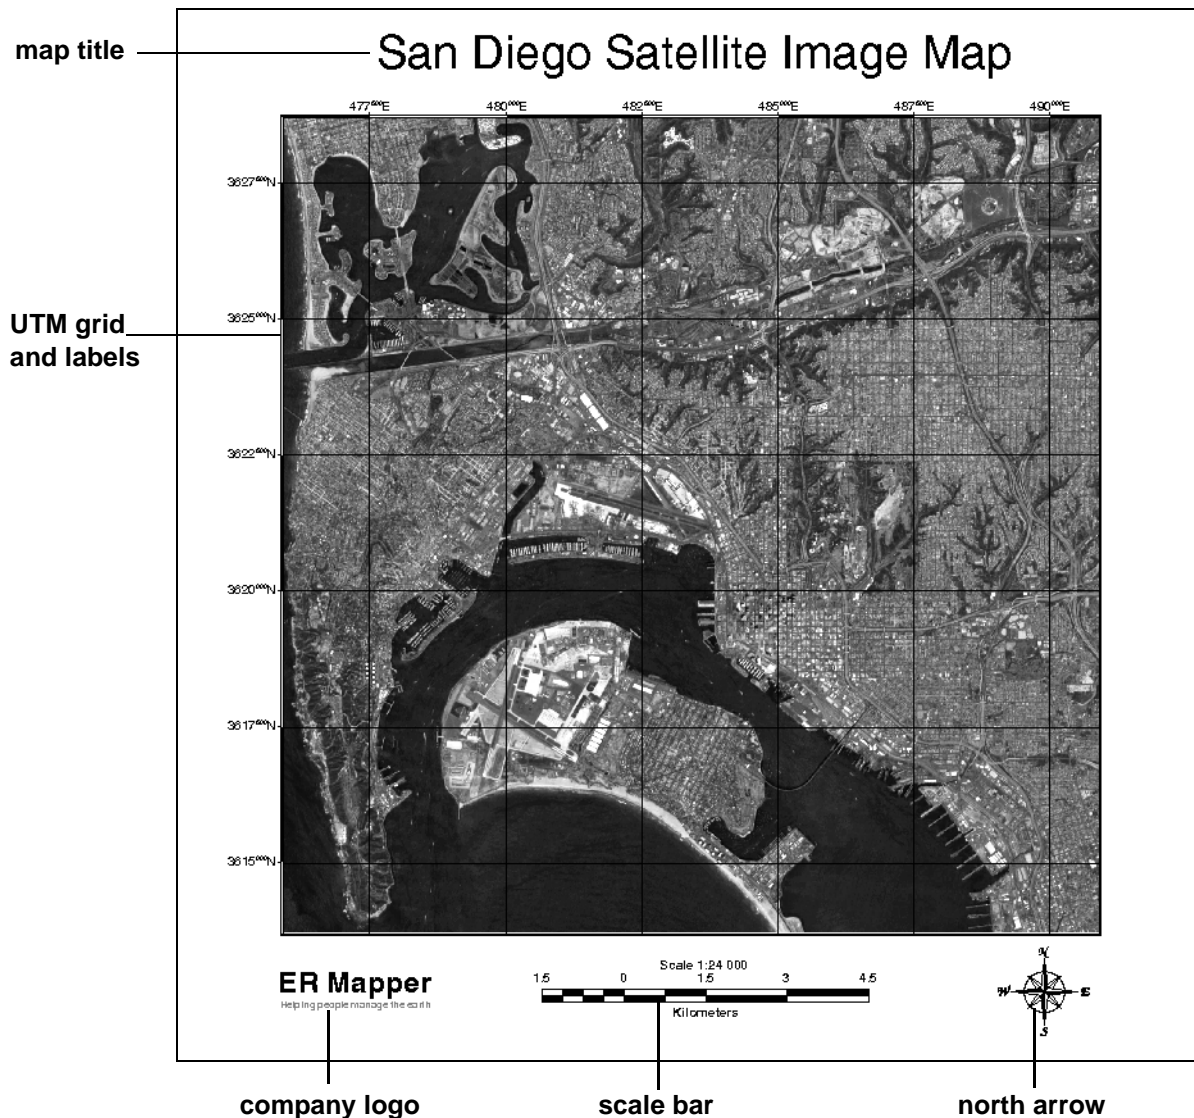 map title
San Diego Satellite Image Map
477⁵⁰⁰E 480⁰⁰⁰E 482⁵⁰⁰E 485⁰⁰⁰E 487⁵⁰⁰E 490⁰⁰⁰E
3627⁵⁰⁰N
UTM grid
and labels
3625⁰⁰⁰N
3622⁵⁰⁰N
3620⁰⁰⁰N
3617⁵⁰⁰N
3615⁰⁰⁰N
ER Mapper
Helping people manage the earth
Scale 1:24 000
1.5 0 1.5 3 4.5
Kilometers
N
W E
S
company logo
scale bar
north arrow